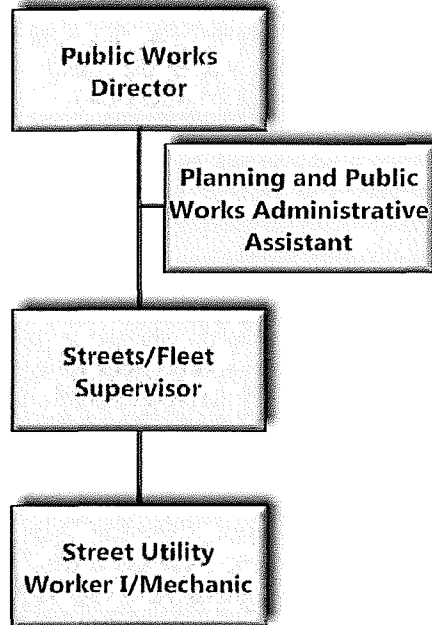 Public Works
Director
Planning and Public
Works Administrative
Assistant
Streets/Fleet
Supervisor
Street Utility
Worker I/Mechanic